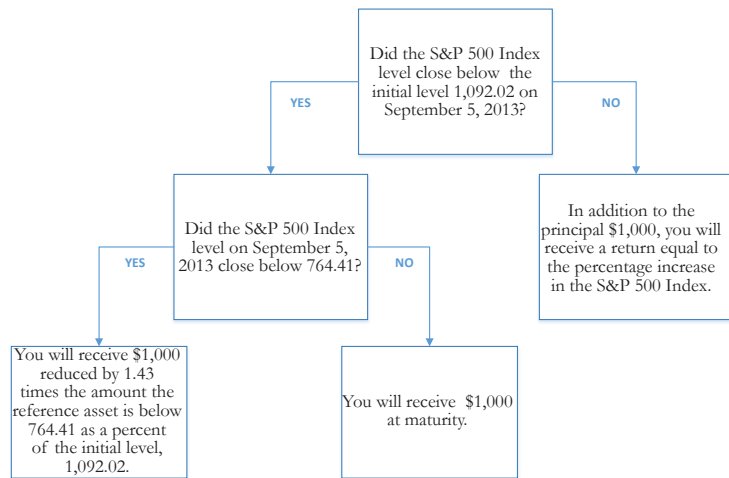 Did the S&P 500 Index
level close below the
initial level 1,092.02 on
September 5, 2013?
YES
NO
Did the S&P 500 Index
level on September 5,
2013 close below 764.41?
In addition to the
principal $1,000, you will
receive a return equal to
the percentage increase
in the S&P 500 Index.
YES
NO
You will receive $1,000
reduced by 1.43
times the amount the
reference asset is below
764.41 as a percent
of the initial level,
1,092.02.
You will receive $1,000
at maturity.